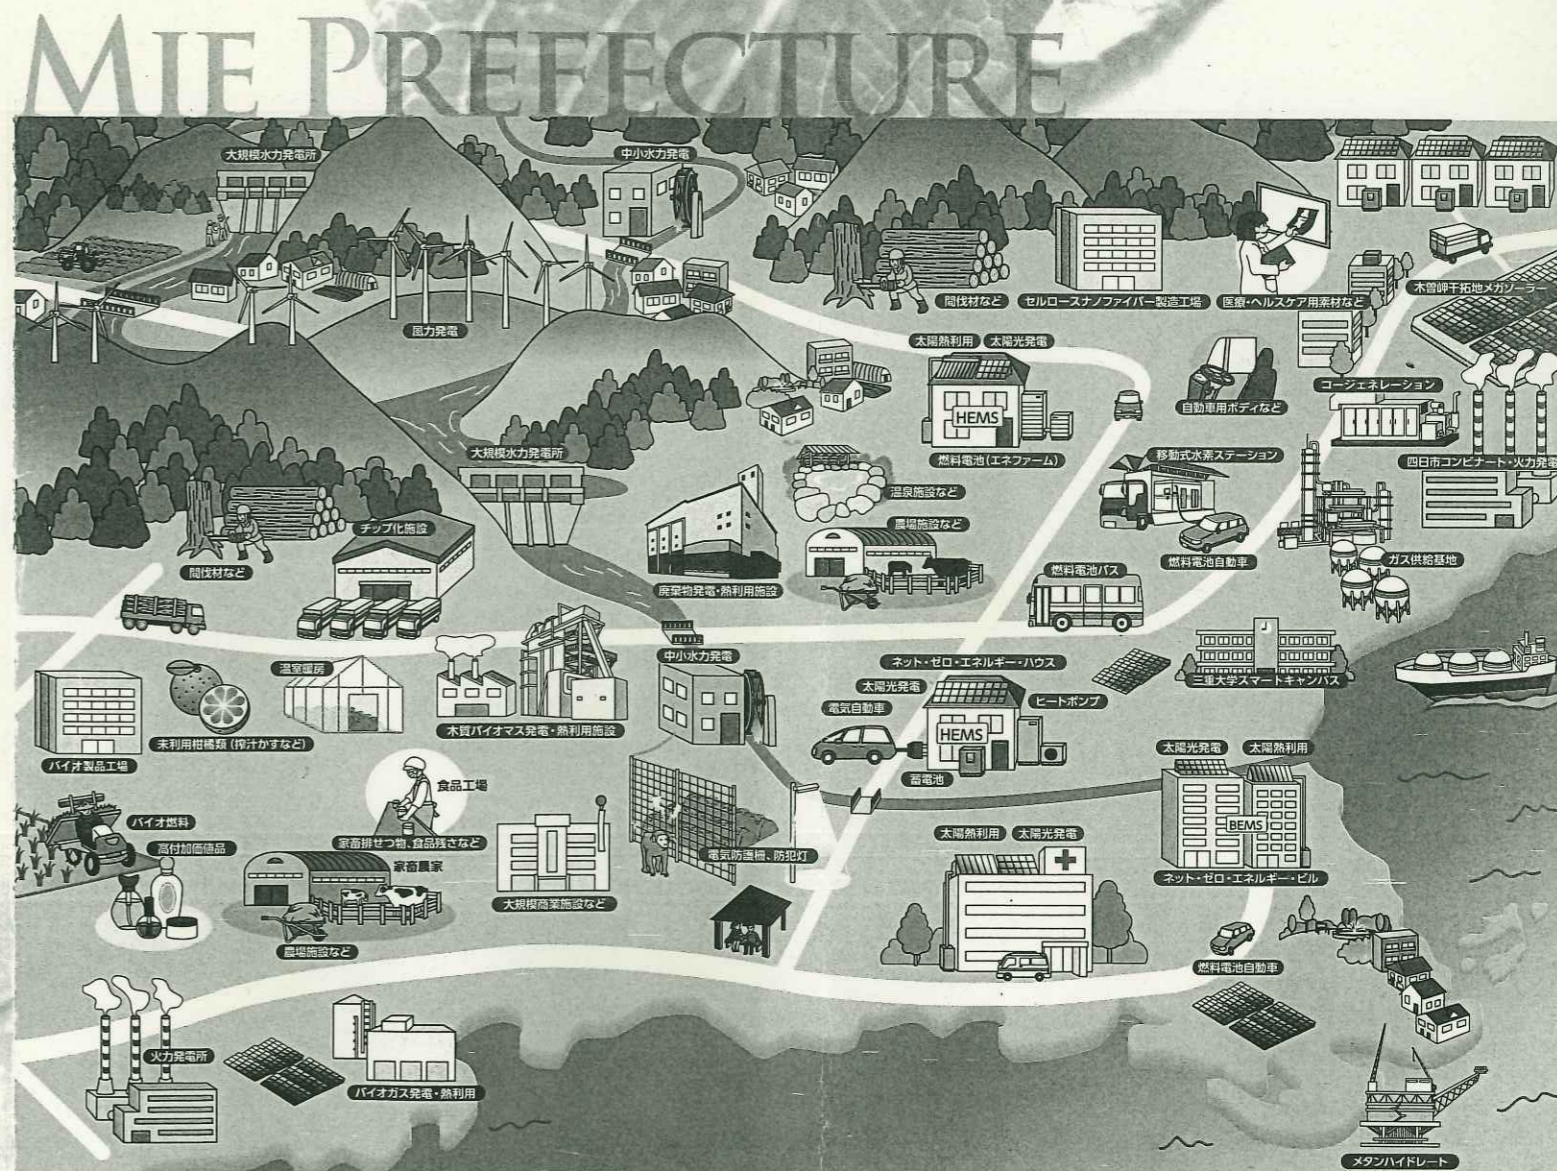 MIE PREFECTURE
大規模水力発電所
中小水力発電
風力発電
間伐材など
セルロースナノファイバー製造工場
医療・ヘルスケア用素材など
木曽岬干拓地メガソーラー
太陽熱利用
太陽光発電
HEMS
燃料電池(エネファーム)
自動車用ボディなど
コージェネレーション
四日市コンビナート・火力発電
移動式水素ステーション
燃料電池自動車
ガス供給基地
大規模水力発電所
温泉施設など
農場施設など
廃棄物発電・熱利用施設
燃料電池バス
チップ化施設
間伐材など
バイオ製品工場
未利用柑橘類(搾汁かすなど)
温室暖房
木質バイオマス発電・熱利用施設
中小水力発電
ネット・ゼロ・エネルギー・ハウス
太陽光発電
電気自動車
HEMS
ヒートポンプ
蓄電池
三重大学スマートキャンパス
太陽光発電
太陽熱利用
BEMS
ネット・ゼロ・エネルギー・ビル
バイオ燃料
高付加価値品
食品工場
家畜排せつ物、食品残さなど
家畜農家
農場施設など
大規模商業施設など
電気防護柵、防犯灯
太陽熱利用
太陽光発電
燃料電池自動車
火力発電所
バイオガス発電・熱利用
メタンハイドレート